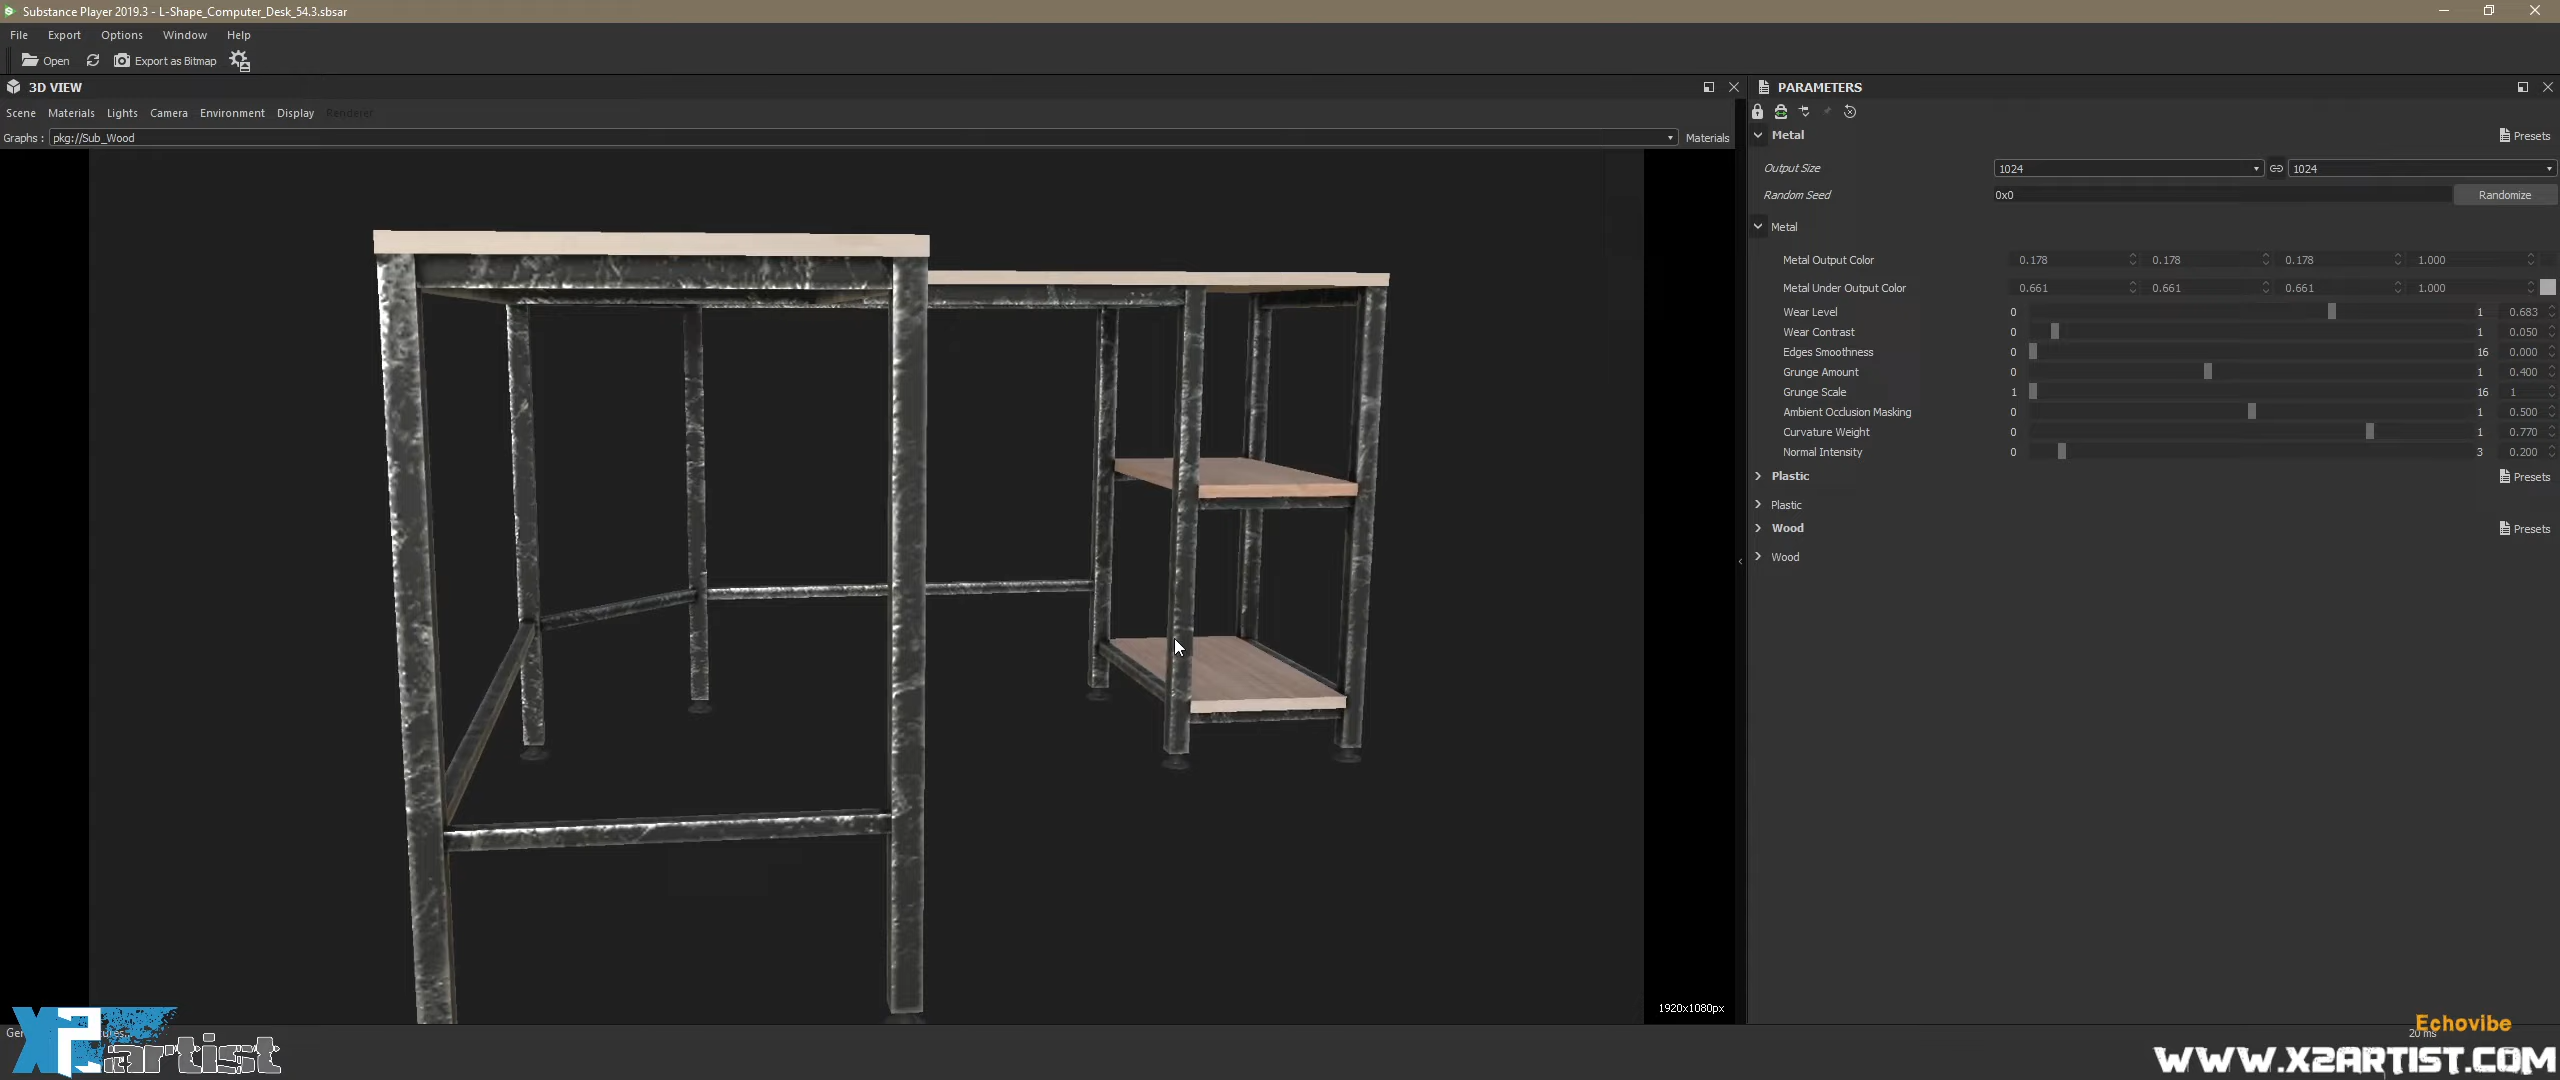 Substance Player 2019.3 - L-Shape_Computer_Desk_54.3.sbsar
File Export Options Window Help
Open Export as Bitmap
3D VIEW
Scene Materials Lights Camera Environment Display Renderer
Graphs : pkg://Sub_Wood Materials
PARAMETERS
Metal Presets
Output Size 1024 1024
Random Seed 0x0 Randomize
Metal
Metal Output Color 0.178 0.178 0.178 1.000
Metal Under Output Color 0.661 0.661 0.661 1.000
Wear Level 0 1 0.683
Wear Contrast 0 1 0.050
Edges Smoothness 0 16 0.000
Grunge Amount 0 1 0.400
Grunge Scale 1 16 1
Ambient Occlusion Masking 0 1 0.500
Curvature Weight 0 1 0.770
Normal Intensity 0 3 0.200
Plastic Presets
Plastic
Wood Presets
Wood
1920x1080px
X2artist
Echovibe
20 ms
WWW.X2ARTIST.COM